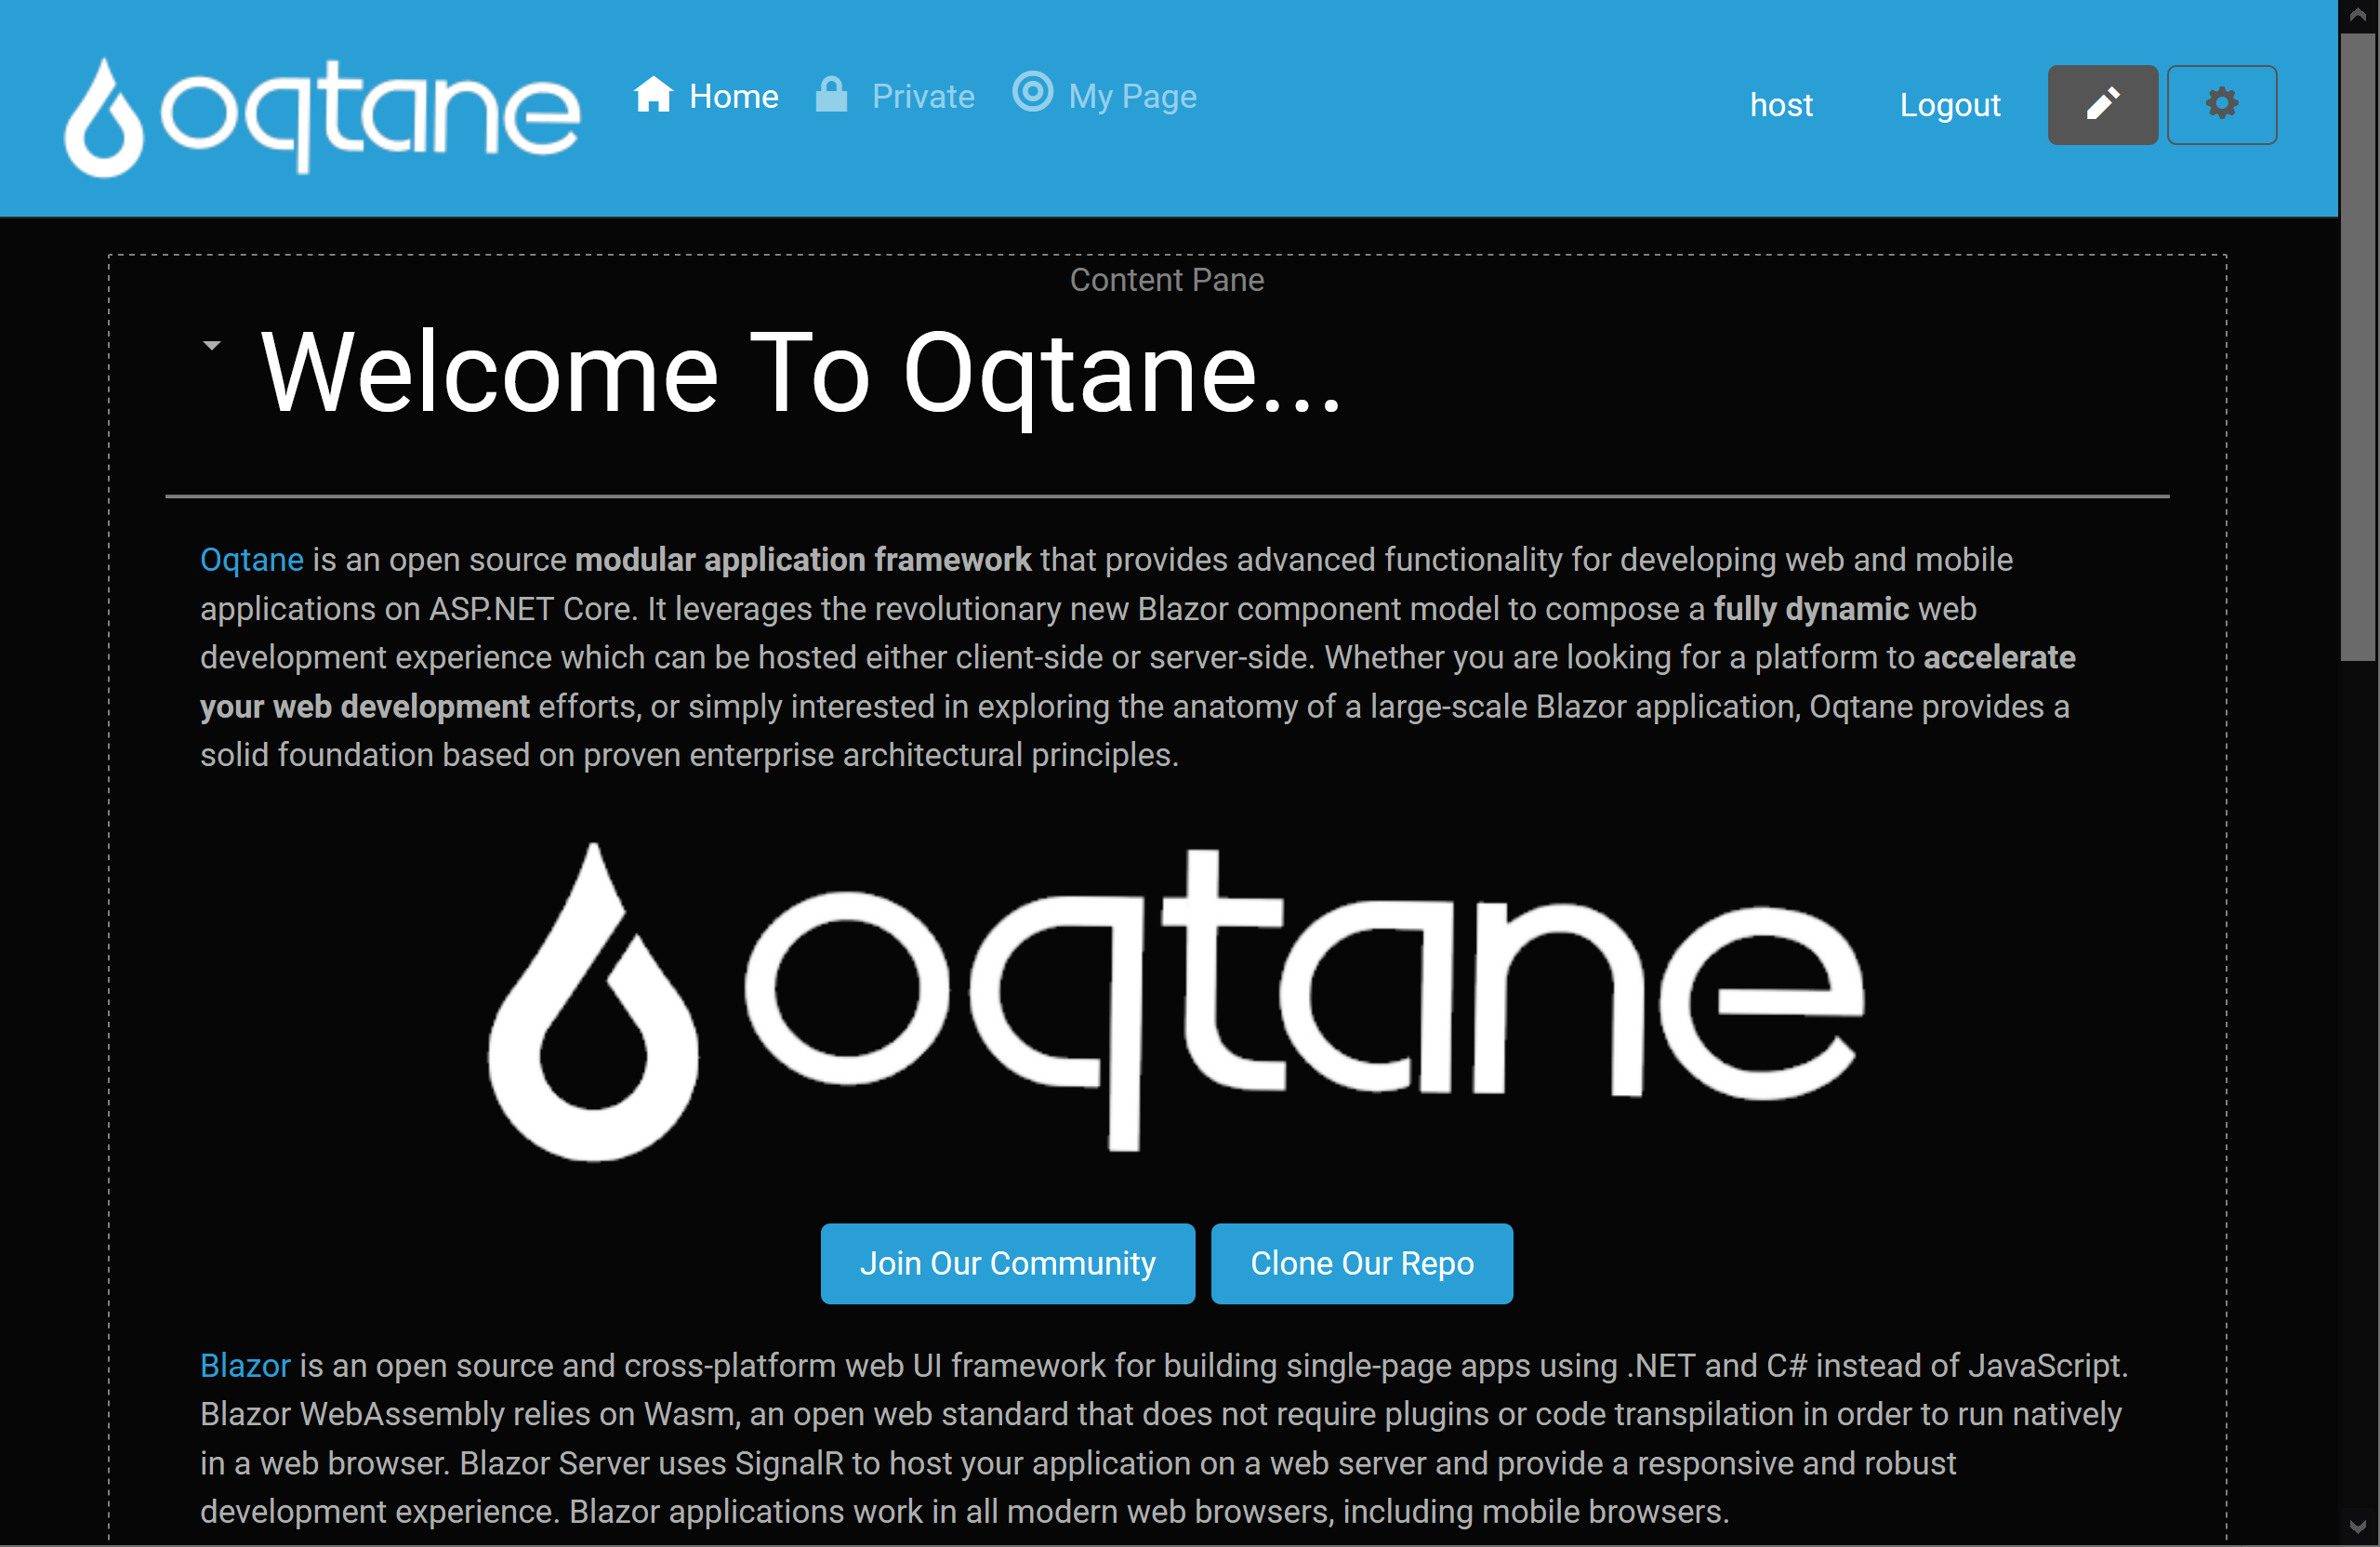 oqtane
Home
Private
My Page
host
Logout
Content Pane
Welcome To Oqtane...
Oqtane is an open source modular application framework that provides advanced functionality for developing web and mobile
applications on ASP.NET Core. It leverages the revolutionary new Blazor component model to compose a fully dynamic web
development experience which can be hosted either client-side or server-side. Whether you are looking for a platform to accelerate
your web development efforts, or simply interested in exploring the anatomy of a large-scale Blazor application, Oqtane provides a
solid foundation based on proven enterprise architectural principles.
oqtane
Join Our Community
Clone Our Repo
Blazor is an open source and cross-platform web UI framework for building single-page apps using .NET and C# instead of JavaScript.
Blazor WebAssembly relies on Wasm, an open web standard that does not require plugins or code transpilation in order to run natively
in a web browser. Blazor Server uses SignalR to host your application on a web server and provide a responsive and robust
development experience. Blazor applications work in all modern web browsers, including mobile browsers.